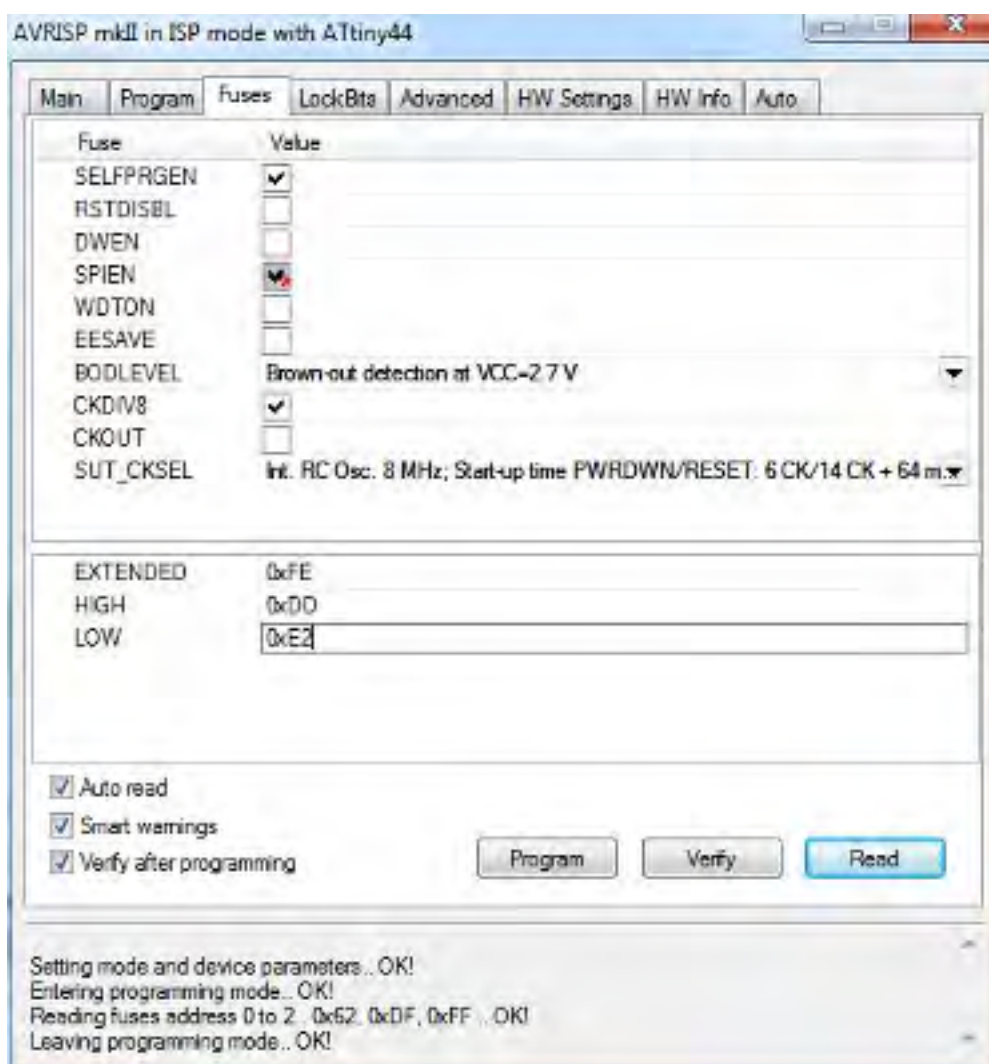 AVRISP mkII in ISP mode with ATtiny44
Main Program Fuses LockBits Advanced HW Settings HW Info Auto
Fuse Value
SELFPRGEN
RSTDISBL
DWEN
SPIEN
WDTON
EESAVE
BODLEVEL Brown-out detection at VCC=2.7 V
CKDIV8
CKOUT
SUT_CKSEL Int. RC Osc. 8 MHz; Start-up time PWRDWN/RESET: 6 CK/14 CK + 64 m.
EXTENDED 0xFE
HIGH 0xDD
LOW 0xE2
Auto read
Smart warnings
Verify after programming
Program Verify Read
Setting mode and device parameters.. OK!
Entering programming mode.. OK!
Reading fuses address 0 to 2.. 0x62, 0xDF, 0xFF .. OK!
Leaving programming mode.. OK!